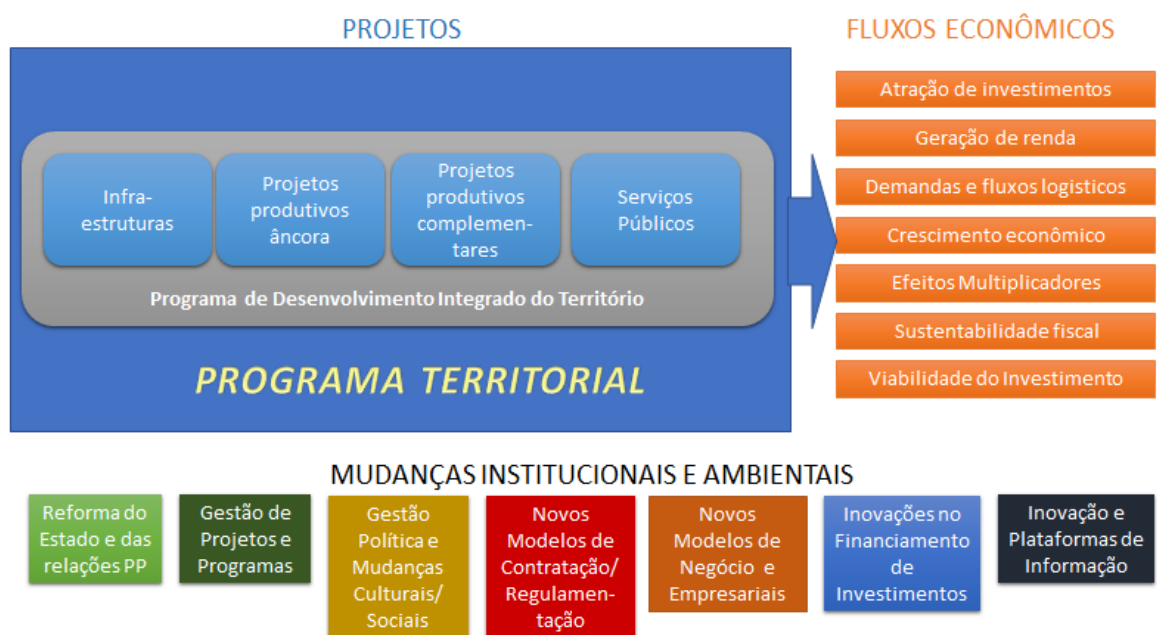 PROJETOS
Infra-
estruturas
Projetos
produtivos
âncora
Projetos
produtivos
complemen-
tares
Serviços
Públicos
Programa de Desenvolvimento Integrado do Território
PROGRAMA TERRITORIAL
FLUXOS ECONÔMICOS
Atração de investimentos
Geração de renda
Demandas e fluxos logisticos
Crescimento econômico
Efeitos Multiplicadores
Sustentabilidade fiscal
Viabilidade do Investimento
MUDANÇAS INSTITUCIONAIS E AMBIENTAIS
Reforma do
Estado e das
relações PP
Gestão de
Projetos e
Programas
Gestão
Política e
Mudanças
Culturais/
Sociais
Novos
Modelos de
Contratação/
Regulamen-
tação
Novos
Modelos de
Negócio e
Empresariais
Inovações no
Financiamento
de
Investimentos
Inovação e
Plataformas de
Informação